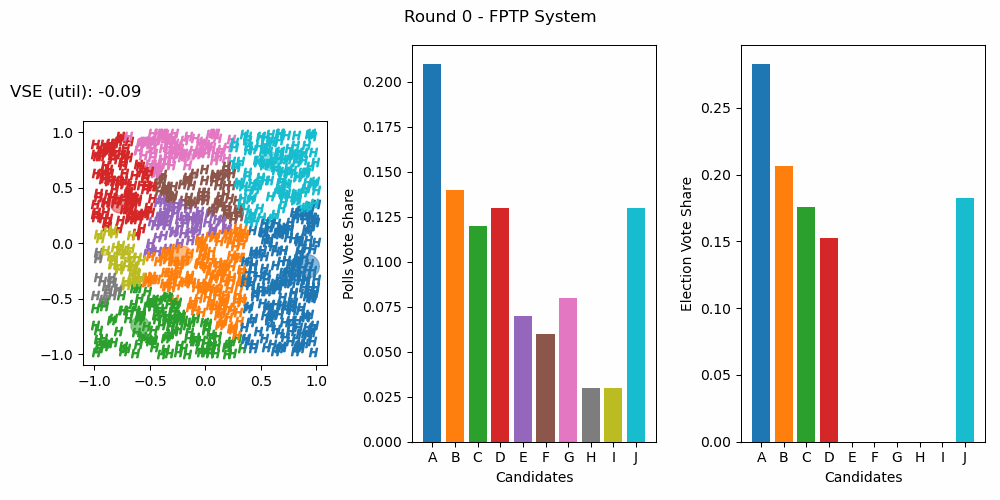 Round 0 - FPTP System
VSE (util): -0.09
1.0
0.5
0.0
−0.5
−1.0
−1.0 −0.5 0.0 0.5 1.0
Polls Vote Share
0.200
0.175
0.150
0.125
0.100
0.075
0.050
0.025
0.000
A B C D E F G H I J
Candidates
Election Vote Share
0.25
0.20
0.15
0.10
0.05
0.00
A B C D E F G H I J
Candidates